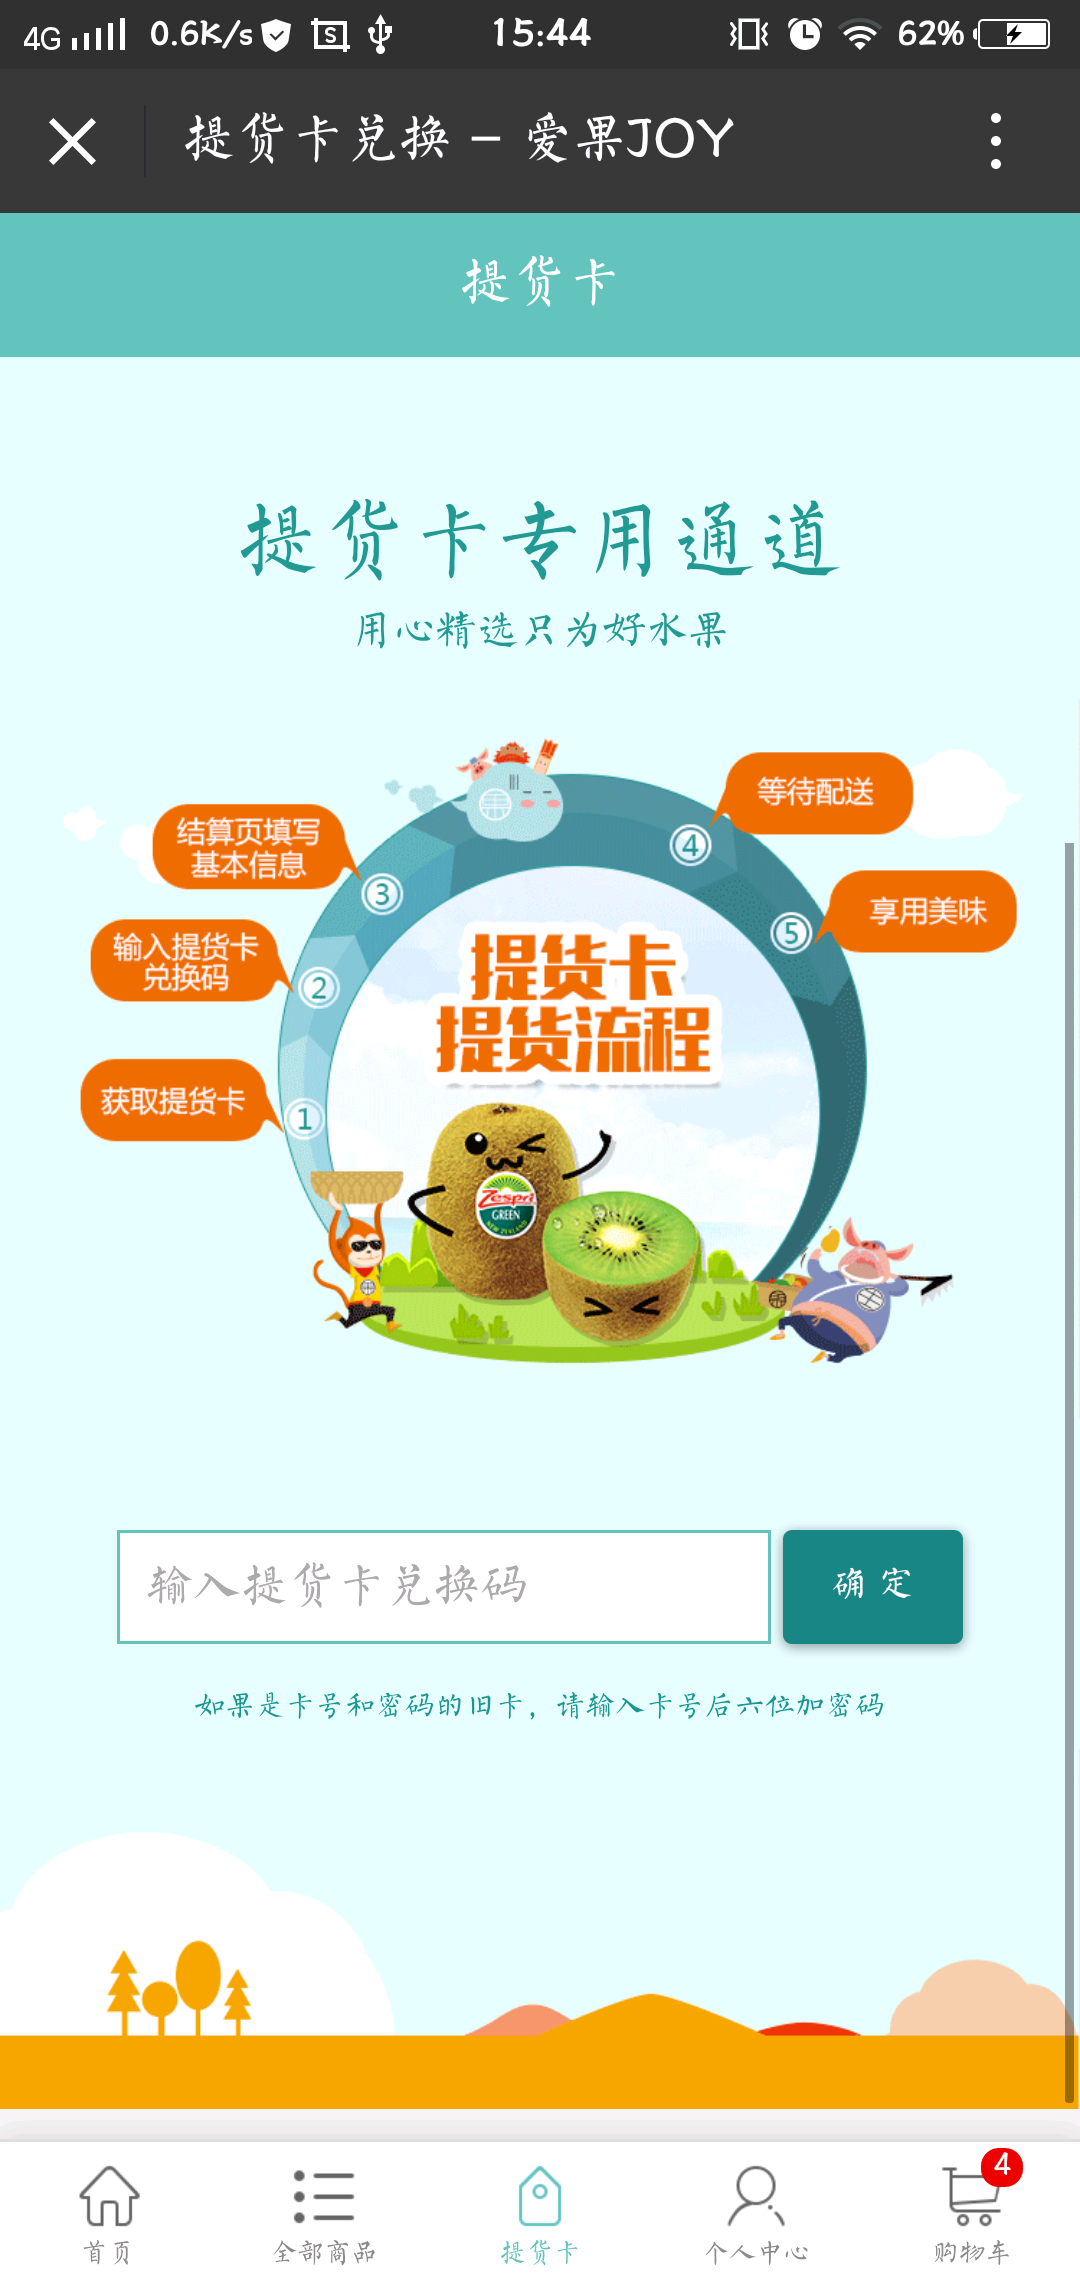 4G 0.6K/s 15:44 62%
提货卡兑换 - 爱果JOY
提货卡
提货卡专用通道
用心精选只为好水果
等待配送
④
结算页填写
基本信息
③
享用美味
⑤
输入提货卡
兑换码
②
提货卡
提货流程
获取提货卡
①
Zespri
GREEN
NEW ZEALAND
输入提货卡兑换码
确 定
如果是卡号和密码的旧卡，请输入卡号后六位加密码
4
首页
全部商品
提货卡
个人中心
购物车